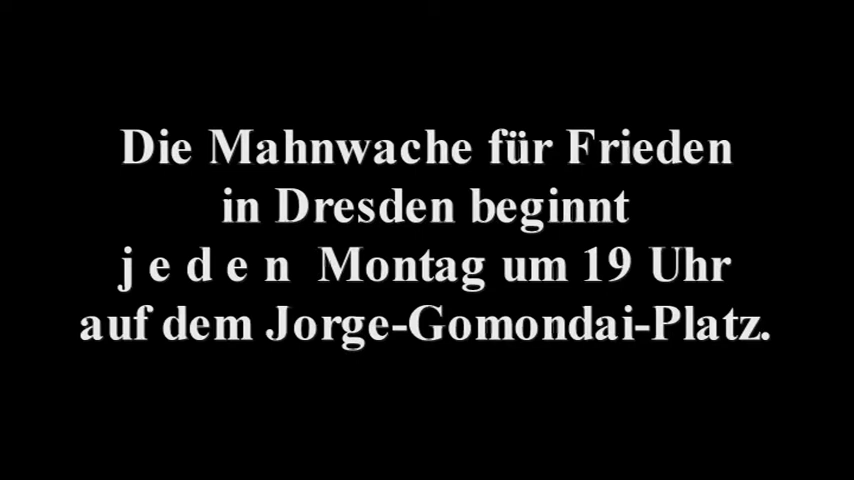 Die Mahnwache für Frieden
in Dresden beginnt
j e d e n Montag um 19 Uhr
auf dem Jorge-Gomondai-Platz.